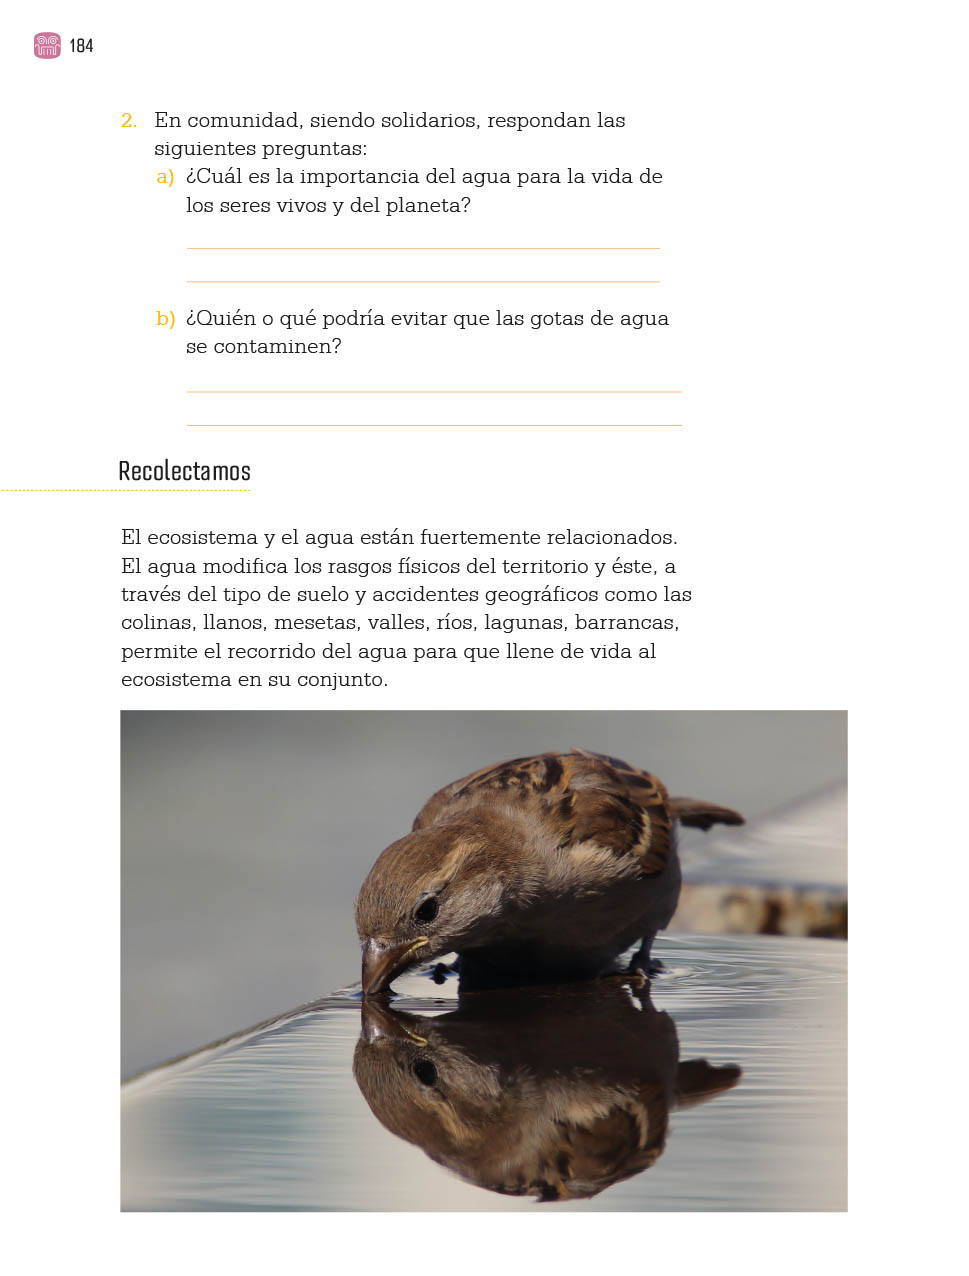 184
2. En comunidad, siendo solidarios, respondan las
siguientes preguntas:
a) ¿Cuál es la importancia del agua para la vida de
los seres vivos y del planeta?
b) ¿Quién o qué podría evitar que las gotas de agua
se contaminen?
Recolectamos
El ecosistema y el agua están fuertemente relacionados.
El agua modifica los rasgos físicos del territorio y éste, a
través del tipo de suelo y accidentes geográficos como las
colinas, llanos, mesetas, valles, ríos, lagunas, barrancas,
permite el recorrido del agua para que llene de vida al
ecosistema en su conjunto.